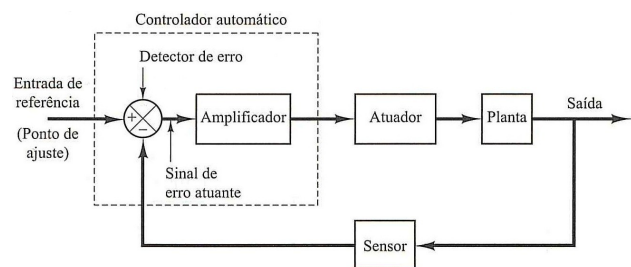 Controlador automático
Detector de erro
Entrada de
referência
(Ponto de
ajuste)
+
−
Amplificador
Atuador
Planta
Saída
Sinal de
erro atuante
Sensor